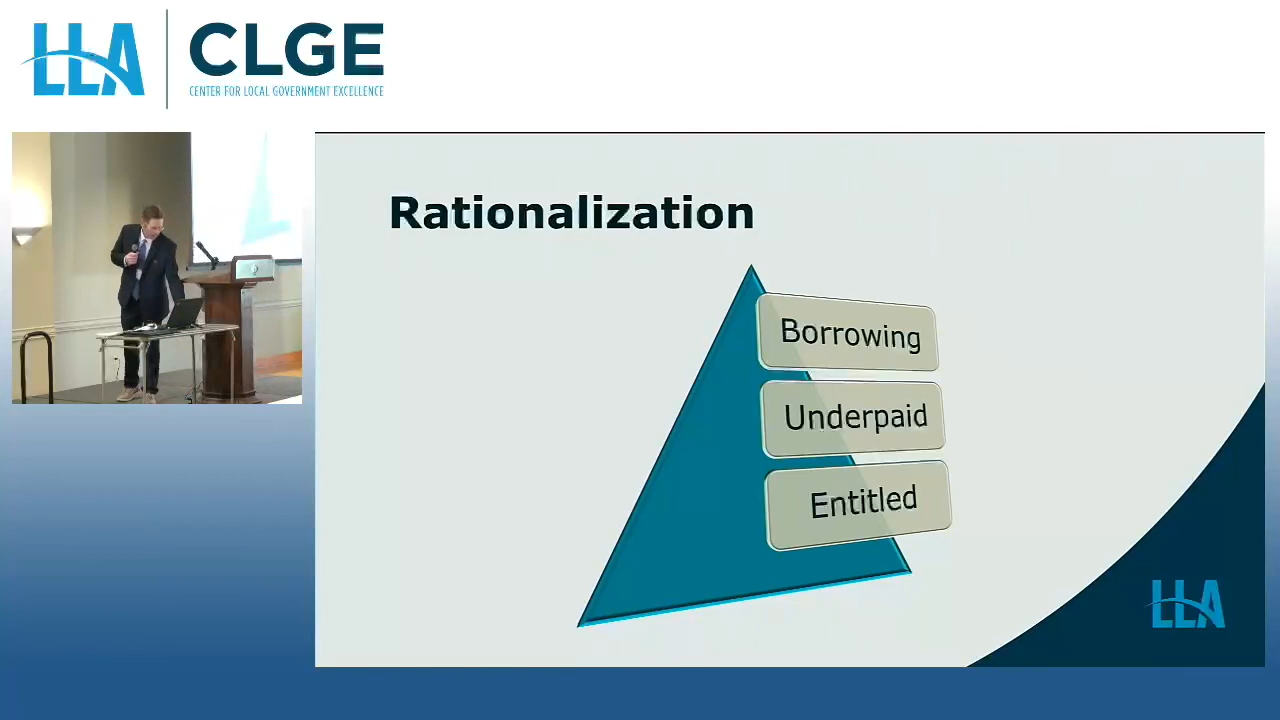 LLA
CLGE
CENTER FOR LOCAL GOVERNMENT EXCELLENCE
Rationalization
Borrowing
Underpaid
Entitled
LLA